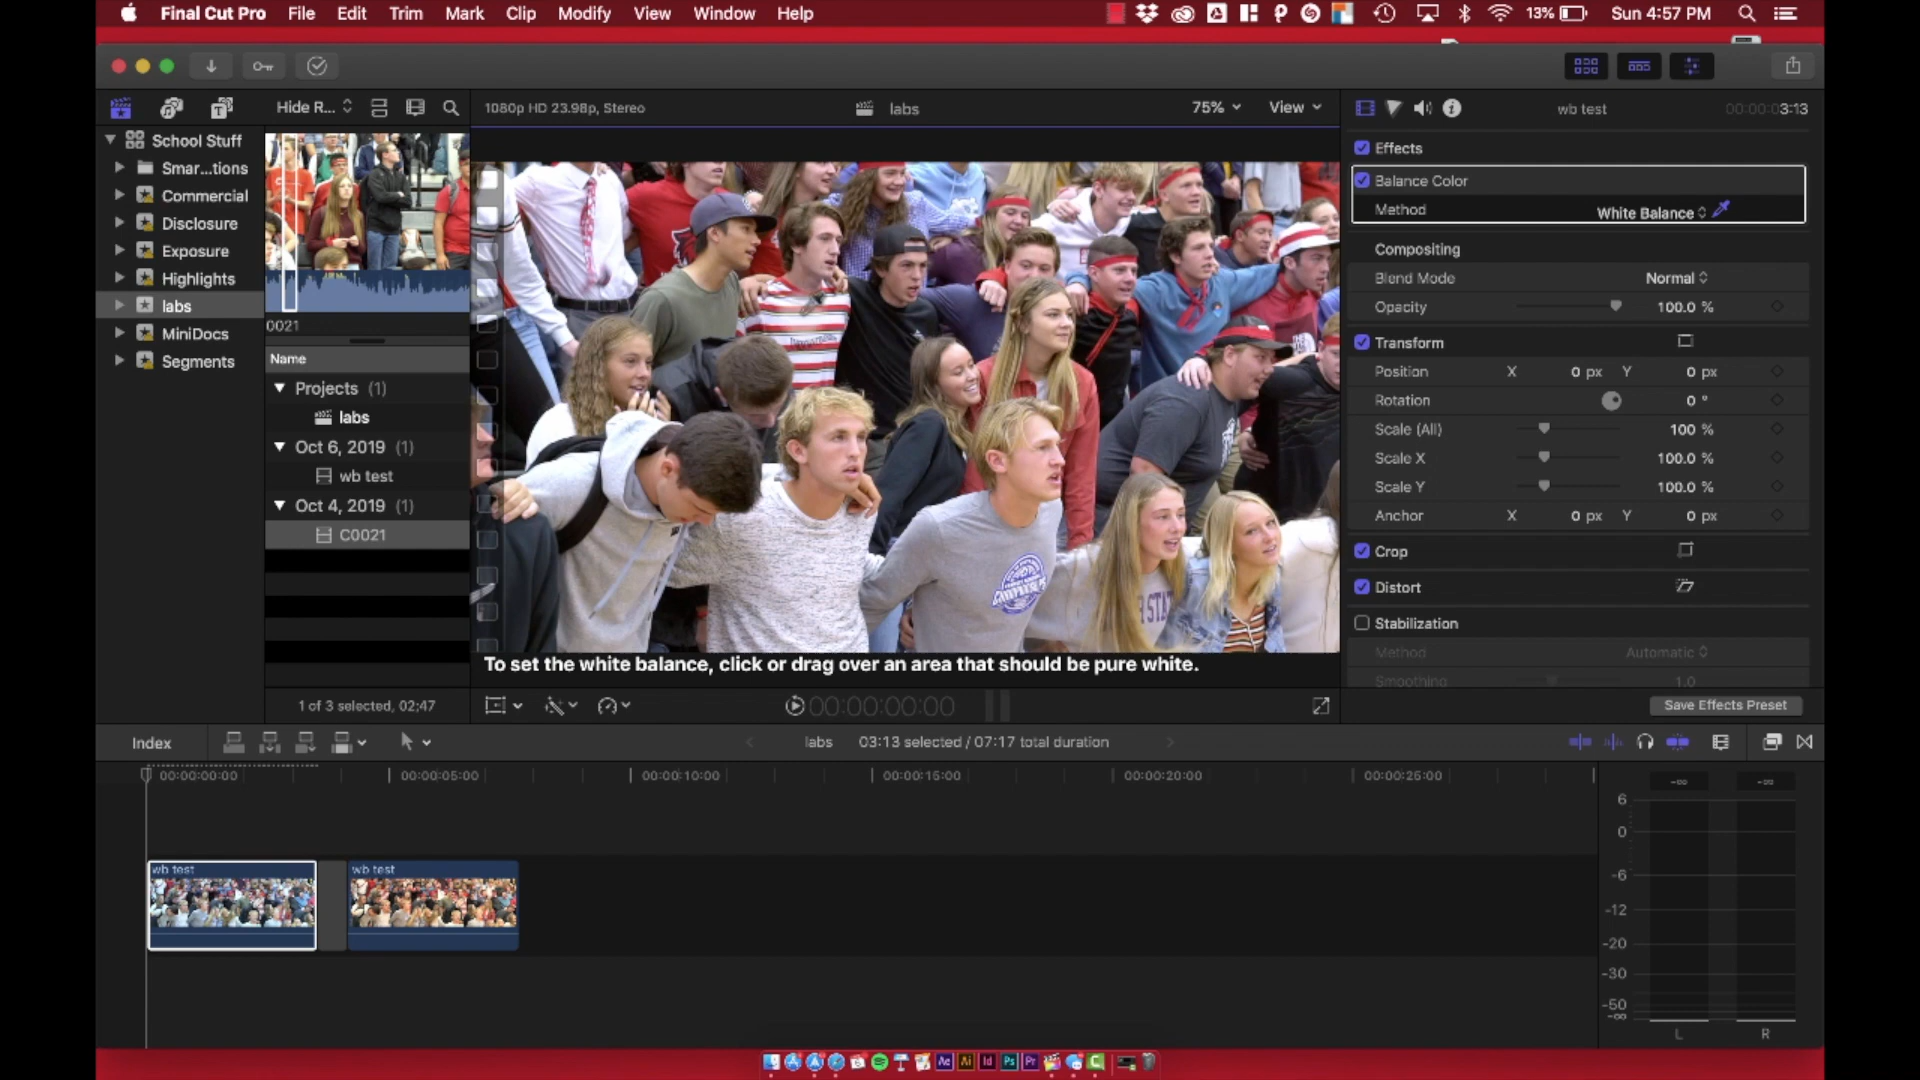 Final Cut Pro File Edit Trim Mark Clip Modify View Window Help 13% Sun 4:57 PM
Hide R...
1080p HD 23.98p, Stereo
labs
75%
View
wb test
00:00:03:13
School Stuff
Smar...tions
Commercial
Disclosure
Exposure
Highlights
labs
MiniDocs
Segments
0021
Name
Projects (1)
labs
Oct 6, 2019 (1)
wb test
Oct 4, 2019 (1)
C0021
1 of 3 selected, 02:47
To set the white balance, click or drag over an area that should be pure white.
00:00:00:00
Effects
Balance Color
Method White Balance
Compositing
Blend Mode Normal
Opacity 100.0 %
Transform
Position X 0 px Y 0 px
Rotation 0 °
Scale (All) 100 %
Scale X 100.0 %
Scale Y 100.0 %
Anchor X 0 px Y 0 px
Crop
Distort
Stabilization
Method Automatic
Smoothing 1.0
Save Effects Preset
Index
labs 03:13 selected / 07:17 total duration
00:00:00:00 00:00:05:00 00:00:10:00 00:00:15:00 00:00:20:00 00:00:25:00
wb test
wb test
-∞ -∞
6
0
-6
-12
-20
-30
-50
-∞
L R
Ae Ai Id Ps Pr